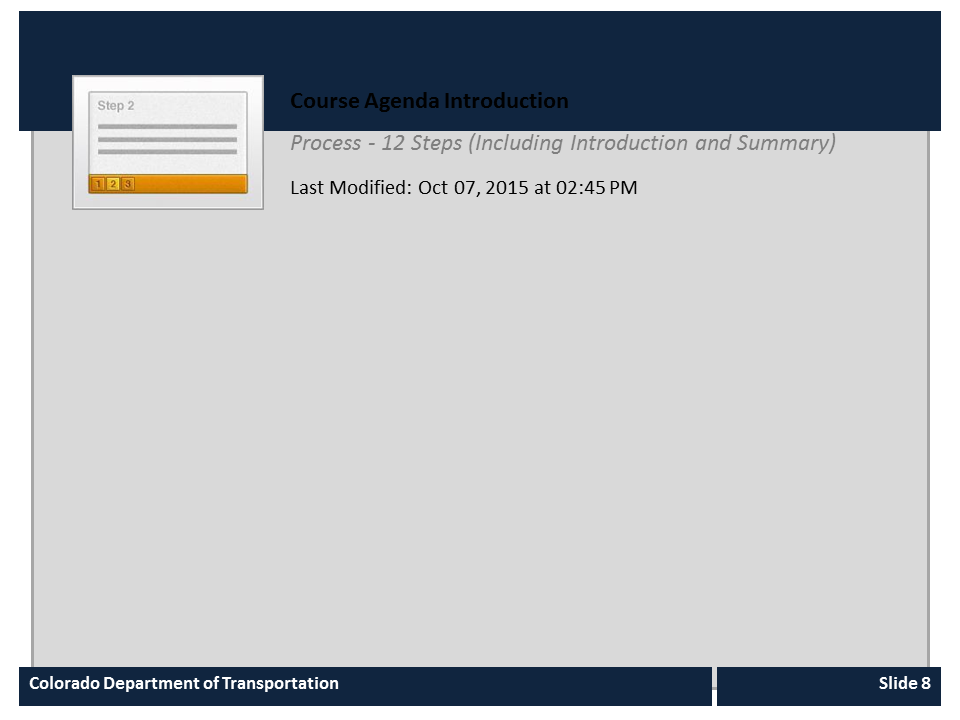 Step 2
1 2 3
Course Agenda Introduction
Process - 12 Steps (Including Introduction and Summary)
Last Modified: Oct 07, 2015 at 02:45 PM
Colorado Department of Transportation
Slide 8